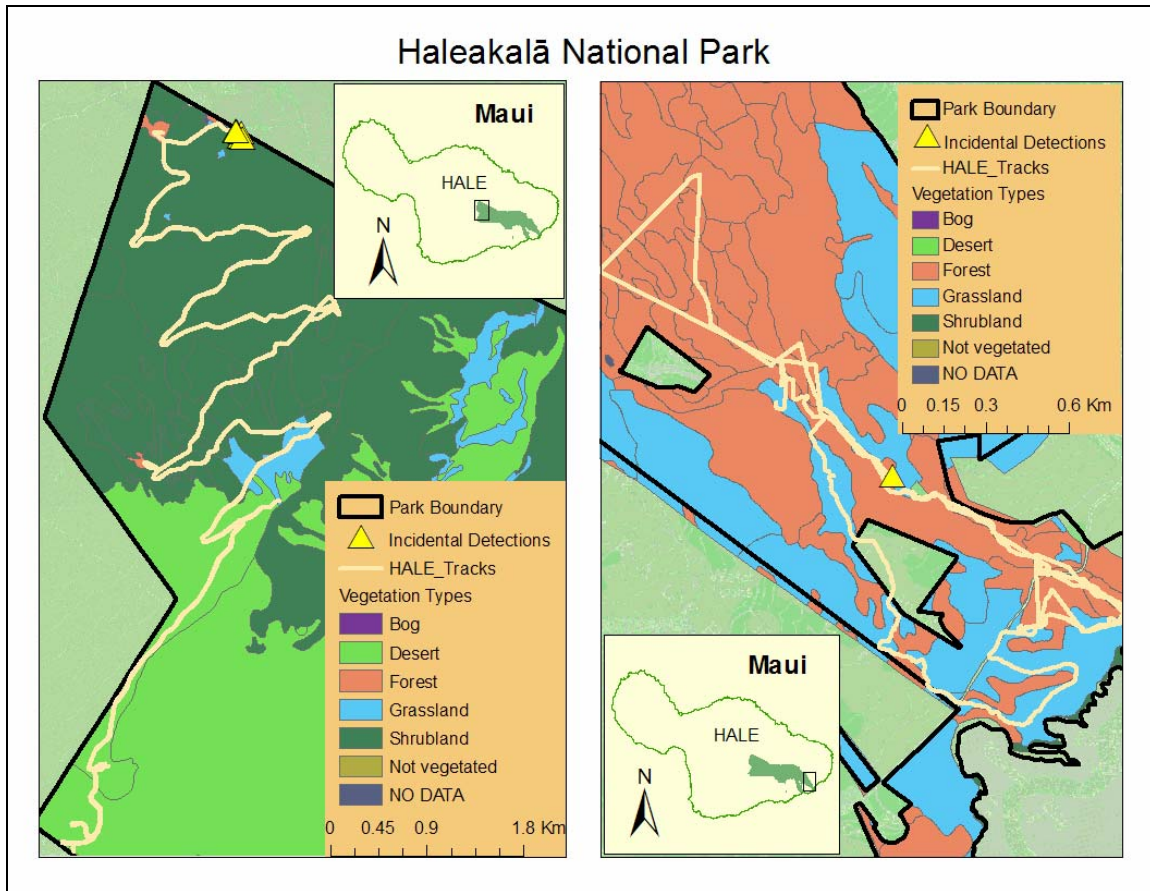 Haleakalā National Park
Maui
HALE
N
Park Boundary
Incidental Detections
HALE_Tracks
Vegetation Types
Bog
Desert
Forest
Grassland
Shrubland
Not vegetated
NO DATA
0 0.45 0.9 1.8 Km
Park Boundary
Incidental Detections
HALE_Tracks
Vegetation Types
Bog
Desert
Forest
Grassland
Shrubland
Not vegetated
NO DATA
0 0.15 0.3 0.6 Km
Maui
HALE
N